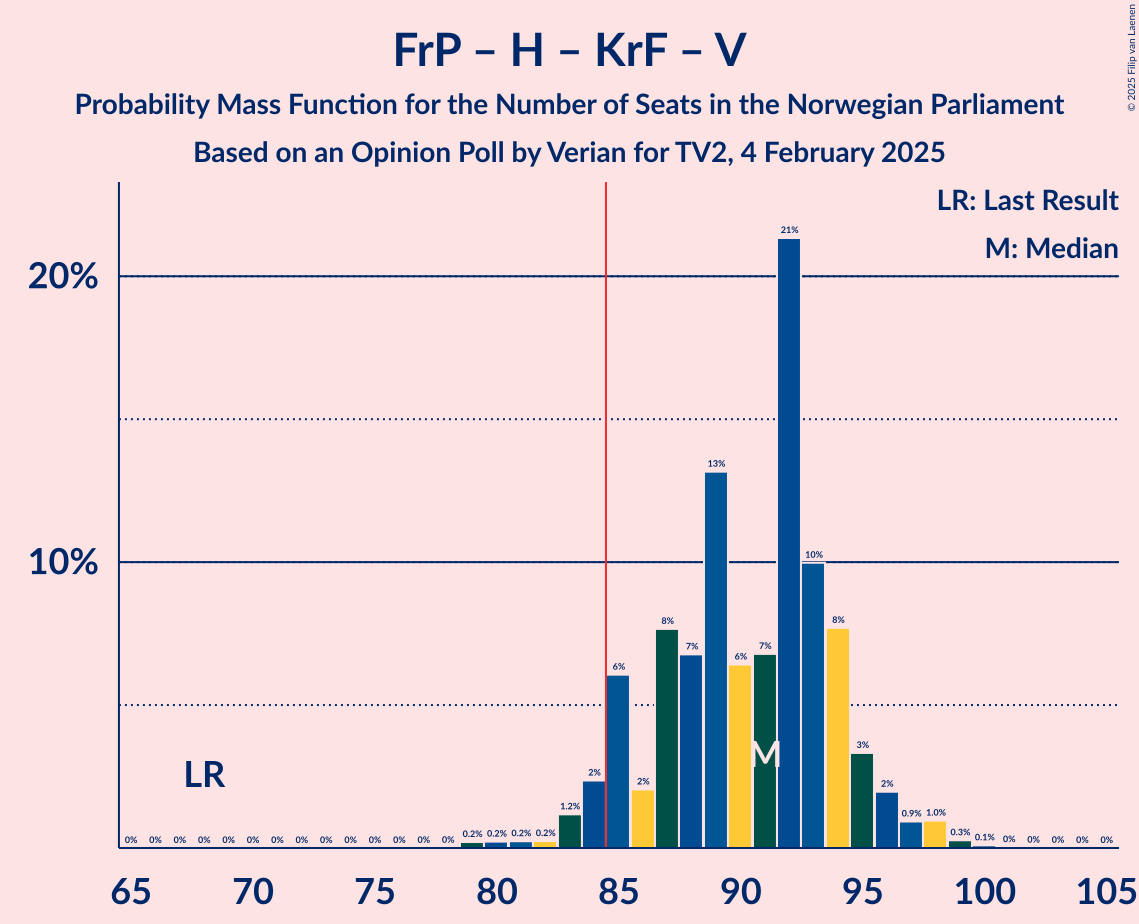 FrP – H – KrF – V
Probability Mass Function for the Number of Seats in the Norwegian Parliament
Based on an Opinion Poll by Verian for TV2, 4 February 2025
© 2025 Filip van Laenen
LR: Last Result
M: Median
20%
10%
LR
M
0% 0% 0% 0% 0% 0% 0% 0% 0% 0% 0% 0% 0% 0% 0.2% 0.2% 0.2% 0.2% 1.2% 2% 6% 2% 8% 7% 13% 6% 7% 21% 10% 8% 3% 2% 0.9% 1.0% 0.3% 0.1% 0% 0% 0% 0% 0%
65 70 75 80 85 90 95 100 105